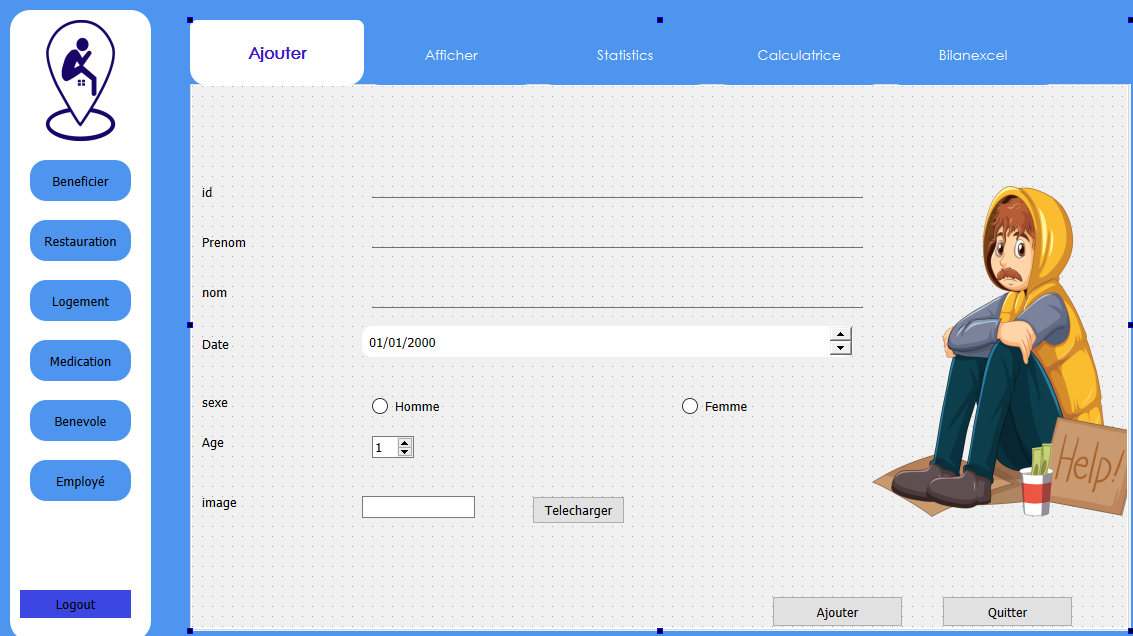 Ajouter
Afficher
Statistics
Calculatrice
Bilanexcel
Beneficier
Restauration
Logement
Medication
Benevole
Employé
Logout
id
Prenom
nom
Date
01/01/2000
sexe
Homme
Femme
Age
1
image
Telecharger
Help!
Ajouter
Quitter